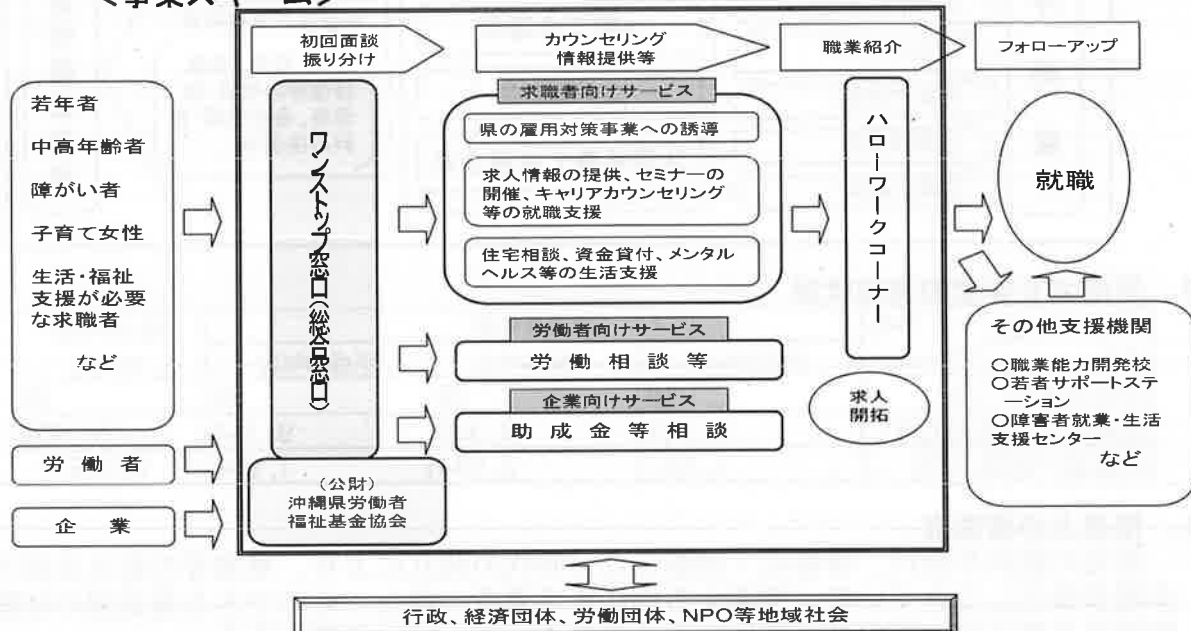 ＜事業スキーム＞
初回面談
振り分け
カウンセリング
情報提供等
職業紹介
フォローアップ
若年者
中高年齢者
障がい者
子育て女性
生活・福祉
支援が必要
な求職者
など
労働者
企業
ワンストップ窓口(総合窓口)
(公財)
沖縄県労働者
福祉基金協会
求職者向けサービス
県の雇用対策事業への誘導
求人情報の提供、セミナーの
開催、キャリアカウンセリング
等の就職支援
住宅相談、資金貸付、メンタル
ヘルス等の生活支援
労働者向けサービス
労働相談等
企業向けサービス
助成金等相談
ハローワークコーナー
求人
開拓
就職
その他支援機関
○職業能力開発校
○若者サポートステ
ーション
○障害者就業・生活
支援センター
など
行政、経済団体、労働団体、NPO等地域社会